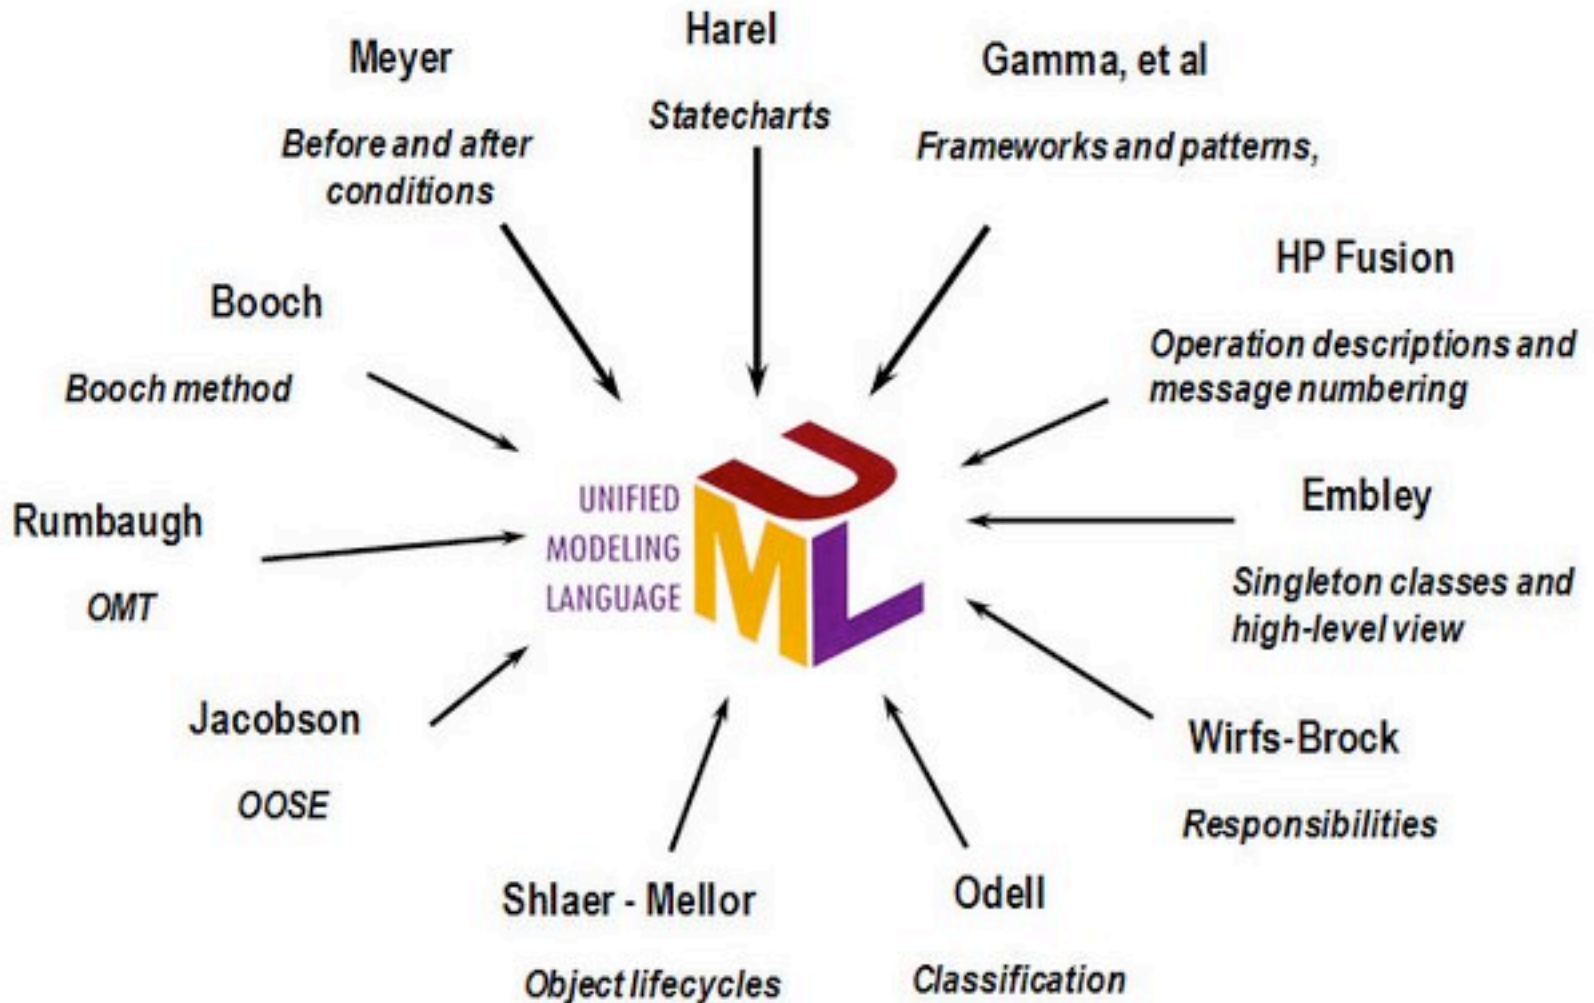 Harel
Statecharts
Meyer
Before and after
conditions
Gamma, et al
Frameworks and patterns,
HP Fusion
Operation descriptions and
message numbering
Booch
Booch method
Embley
Singleton classes and
high-level view
Rumbaugh
OMT
UNIFIED
MODELING
LANGUAGE
UML
Jacobson
OOSE
Wirfs-Brock
Responsibilities
Shlaer - Mellor
Object lifecycles
Odell
Classification